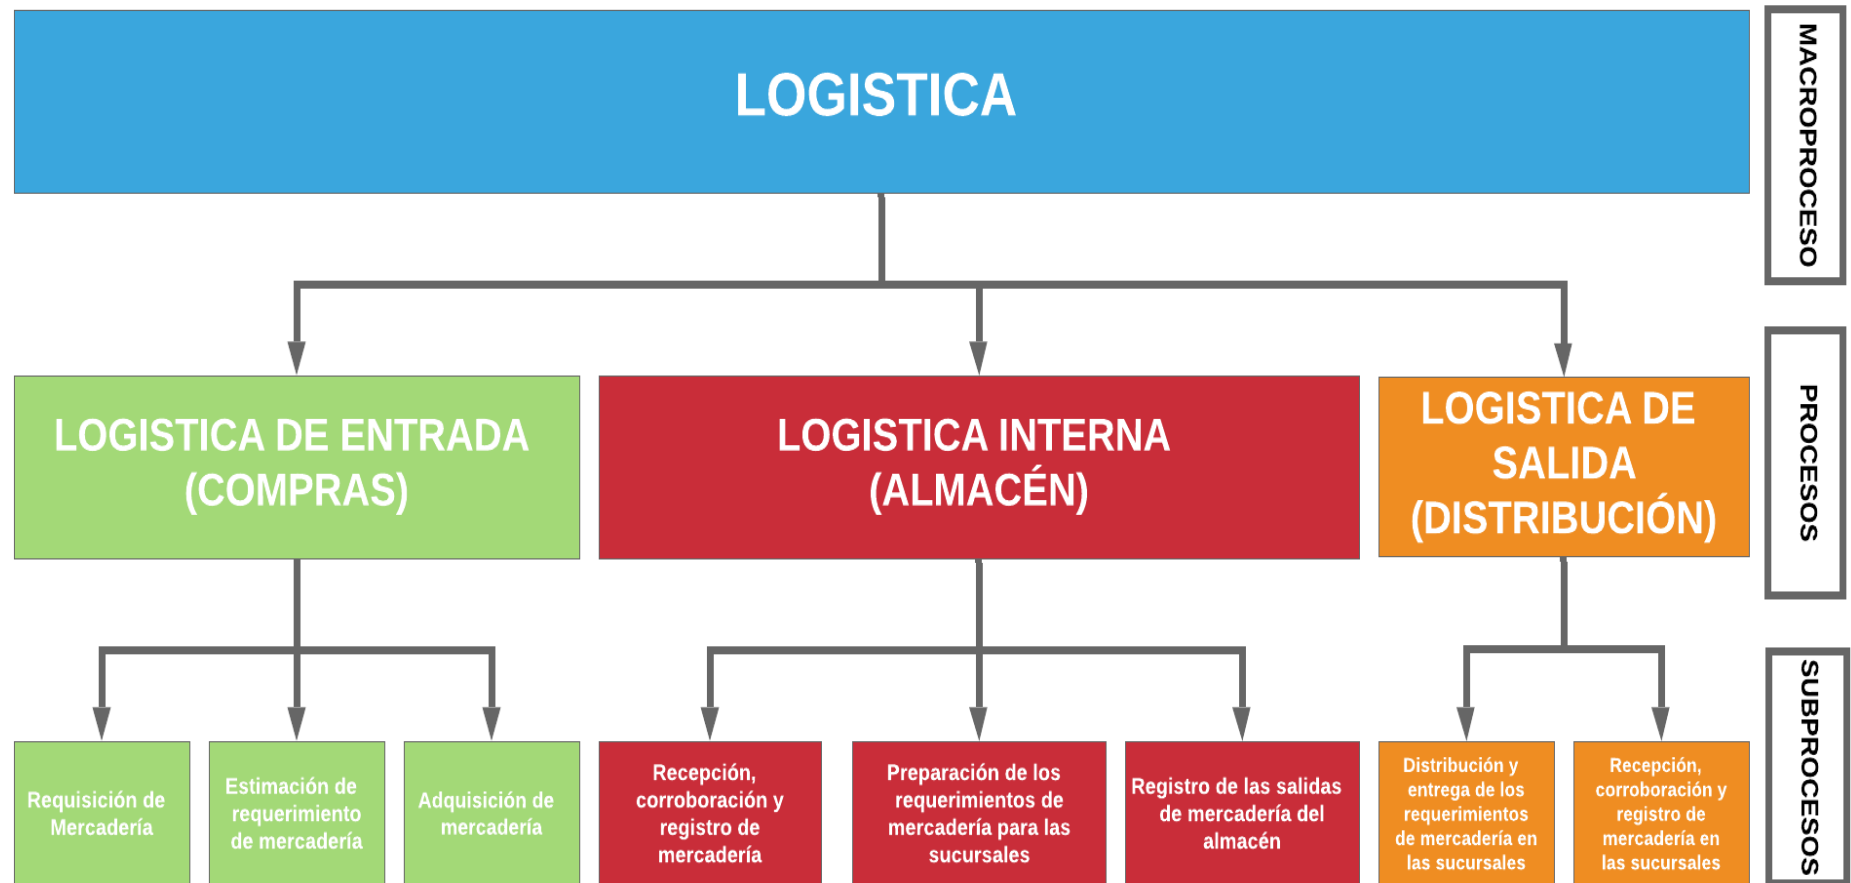 LOGISTICA
MACROPROCESO
LOGISTICA DE ENTRADA
(COMPRAS)
LOGISTICA INTERNA
(ALMACÉN)
LOGISTICA DE
SALIDA
(DISTRIBUCIÓN)
PROCESOS
Requisición de
Mercadería
Estimación de
requerimiento
de mercadería
Adquisición de
mercadería
Recepción,
corroboración y
registro de
mercadería
Preparación de los
requerimientos de
mercadería para las
sucursales
Registro de las salidas
de mercadería del
almacén
Distribución y
entrega de los
requerimientos
de mercadería en
las sucursales
Recepción,
corroboración y
registro de
mercadería en
las sucursales
SUBPROCESOS